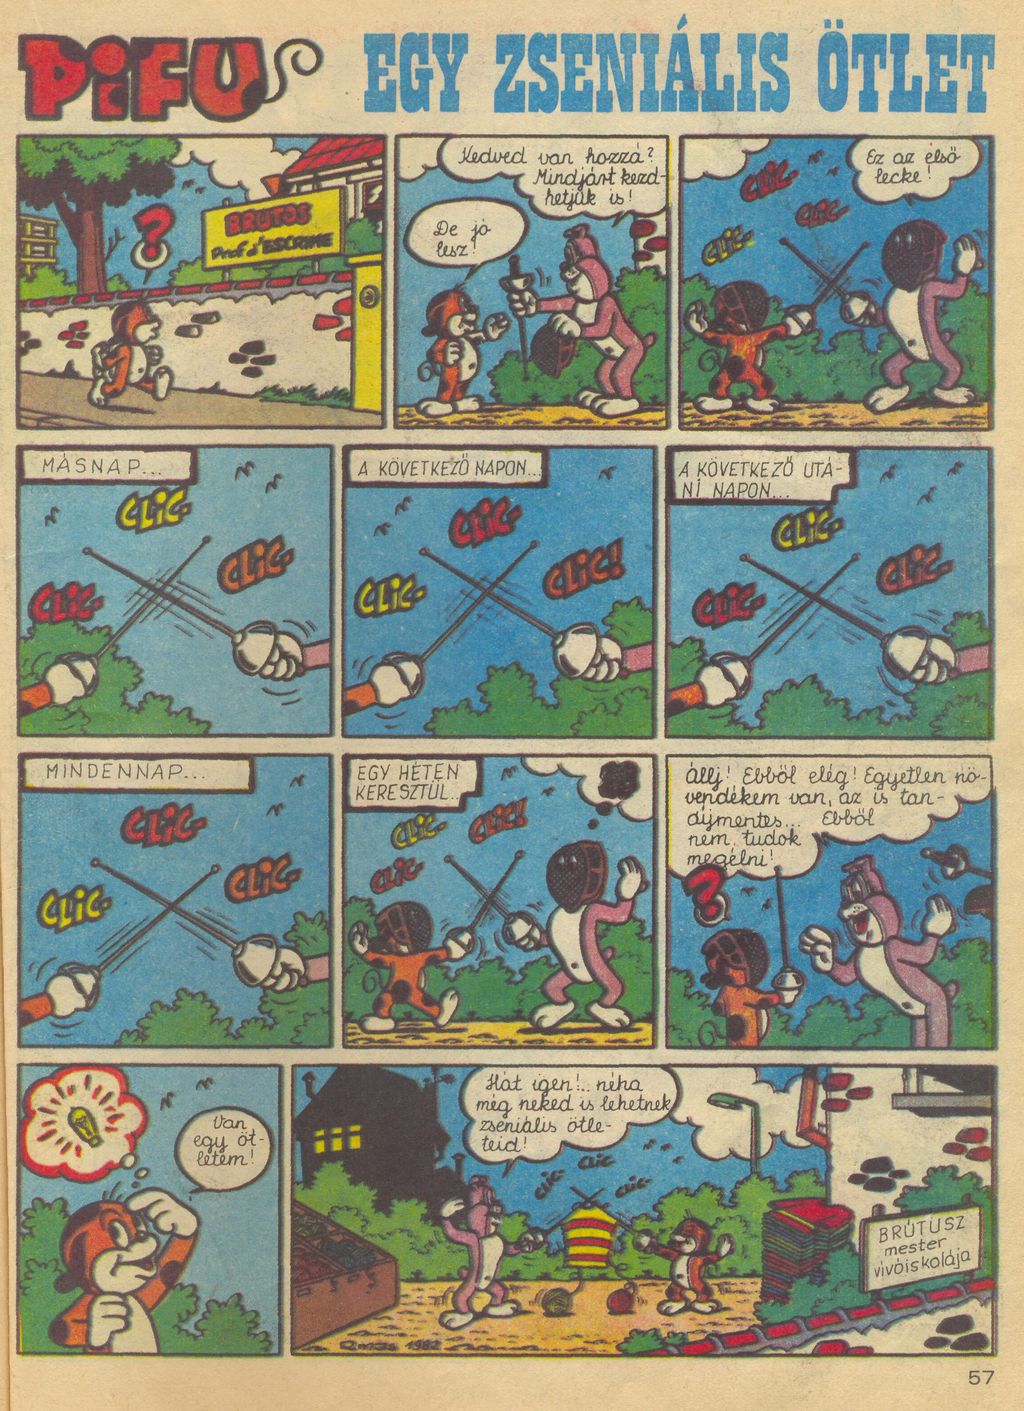 PiFU
EGY ZSENIÁLIS ÖTLET
?
BRUTOS
Prof d'ESCRIME
Kedved van hozzá?
Mindjárt kezd-
hetjük is!
De jó
lesz!
CLIC
CLIC
CLIC
Ez az első
lecke!
MÁSNAP...
CLIC
CLIC
CLIC
A KÖVETKEZŐ NAPON...
CLIC
CLIC!
CLIC
A KÖVETKEZŐ UTÁ-
NI NAPON...
CLIC
CLIC
CLIC
MINDENNAP...
CLIC
CLIC
CLIC
EGY HÉTEN
KERESZTÜL..
CLIC
CLIC!
CLIC
Állj! Ebből elég! Egyetlen nö-
vendékem van, az is tan-
díjmentes... Ebből
nem tudok
megélni!
?
Van
egy öt-
letem!
Hát igen!.. néha
még neked is lehetnek
zseniális ötle-
teid!
CLIC
CLIC
CLIC
BRÚTUSZ
mester
vívóiskolája
1982
57